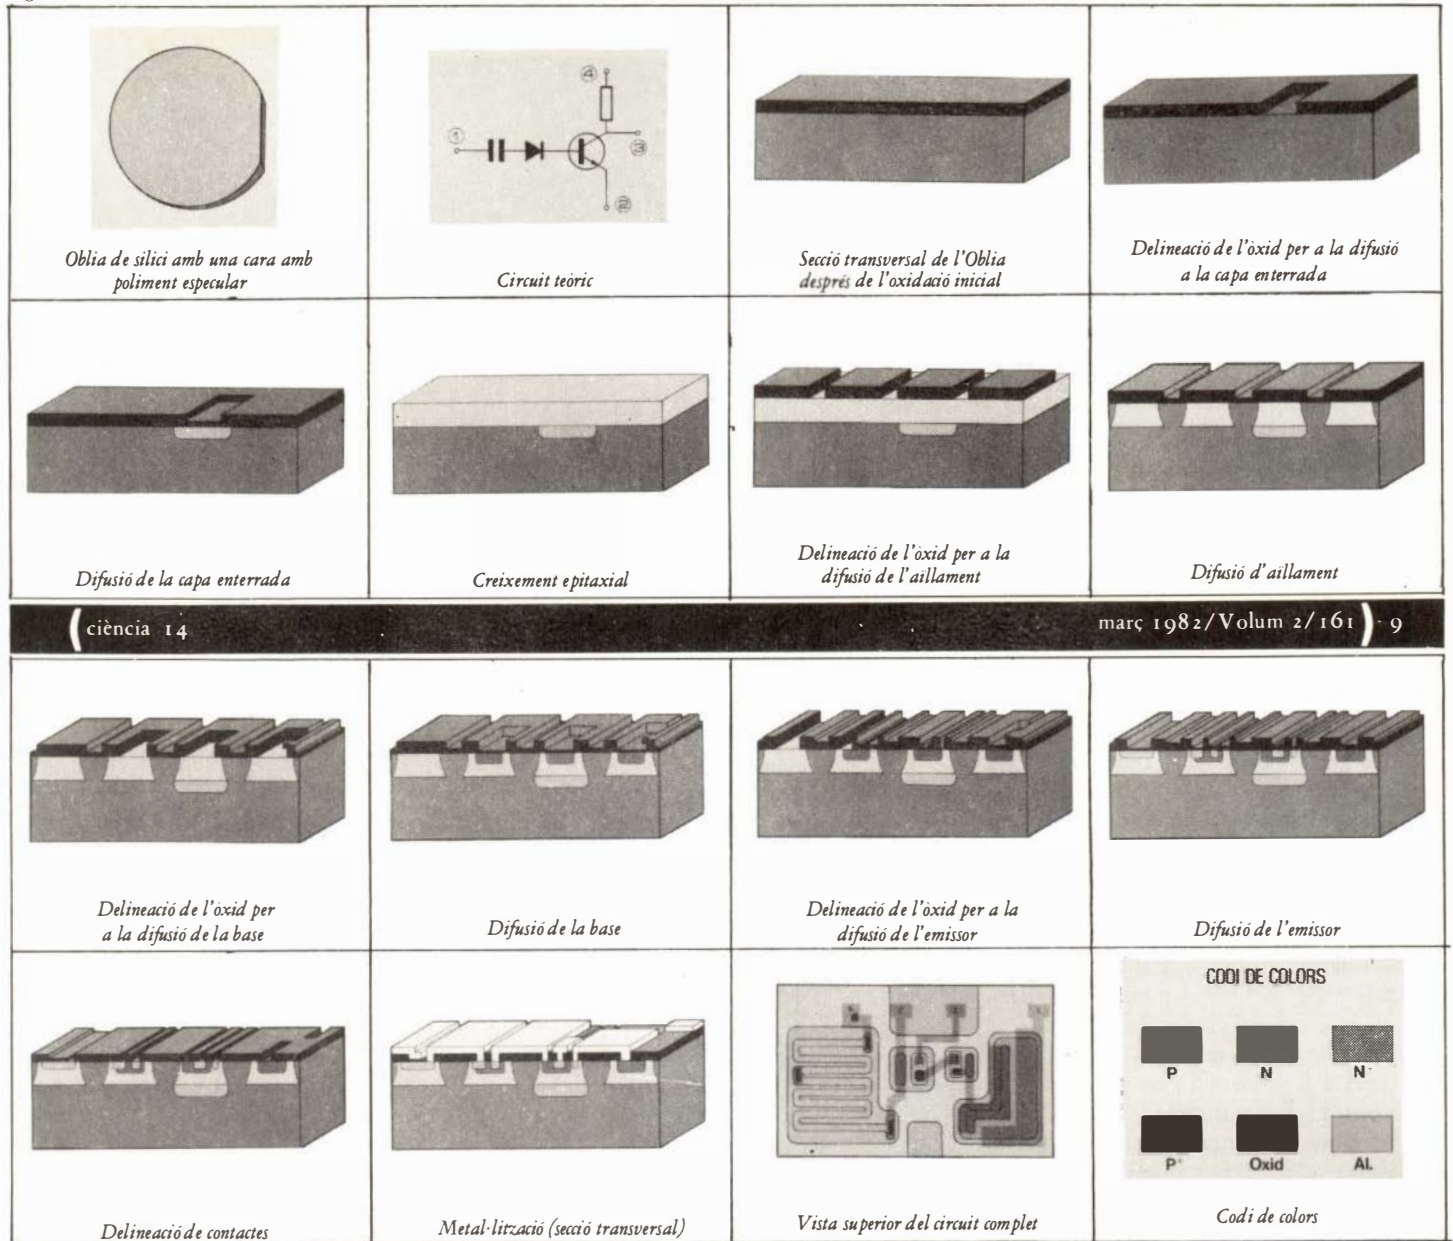 Oblia de silici amb una cara amb
poliment especular
④
①
③
②
Circuit teòric
Secció transversal de l'Oblia
després de l'oxidació inicial
Delineació de l'òxid per a la difusió
a la capa enterrada
Difusió de la capa enterrada
Creixement epitaxial
Delineació de l'òxid per a la
difusió de l'aïllament
Difusió d'aïllament
ciència 14
març 1982/Volum 2/161 9
Delineació de l'òxid per
a la difusió de la base
Difusió de la base
Delineació de l'òxid per a la
difusió de l'emissor
Difusió de l'emissor
Delineació de contactes
Metal·lització (secció transversal)
Vista superior del circuit complet
CODI DE COLORS
P N N-
P+ Oxid Al.
Codi de colors